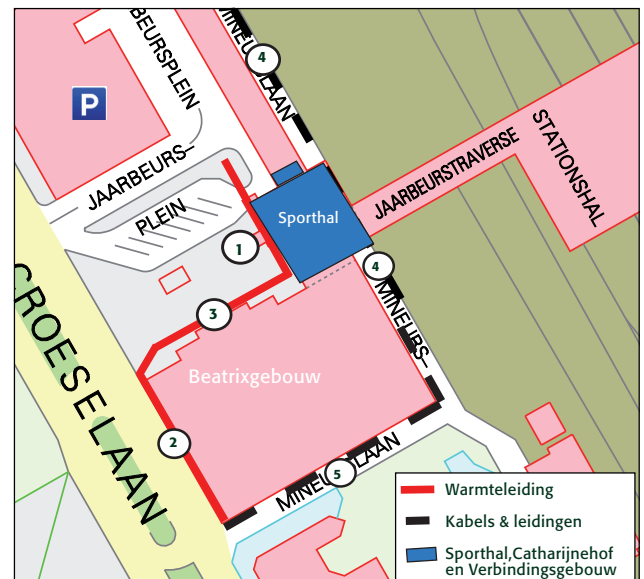 MINEURSLAAN
4
BEURSPLEIN
P
JAARBEURS–
PLEIN
JAARBEURSTRAVERSE
STATIONSHAL
Sporthal
1
4
MINEURS–
3
Beatrixgebouw
CROESELAAN
2
MINEURSLAAN
5
Warmteleiding
Kabels & leidingen
Sporthal,Catharijnehof
en Verbindingsgebouw